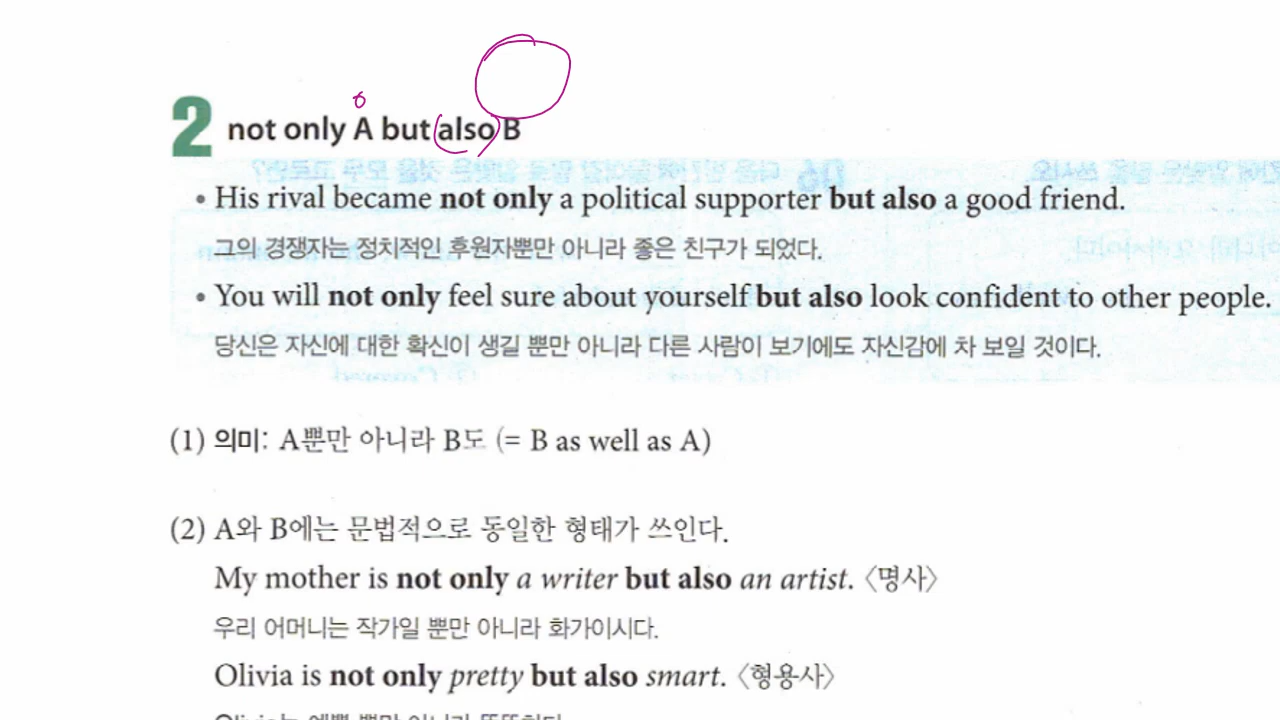 2 not only A but also B
• His rival became not only a political supporter but also a good friend.
그의 경쟁자는 정치적인 후원자뿐만 아니라 좋은 친구가 되었다.
• You will not only feel sure about yourself but also look confident to other people.
당신은 자신에 대한 확신이 생길 뿐만 아니라 다른 사람이 보기에도 자신감에 차 보일 것이다.
(1) 의미: A뿐만 아니라 B도 (= B as well as A)
(2) A와 B에는 문법적으로 동일한 형태가 쓰인다.
My mother is not only a writer but also an artist. 〈명사〉
우리 어머니는 작가일 뿐만 아니라 화가이시다.
Olivia is not only pretty but also smart. 〈형용사〉